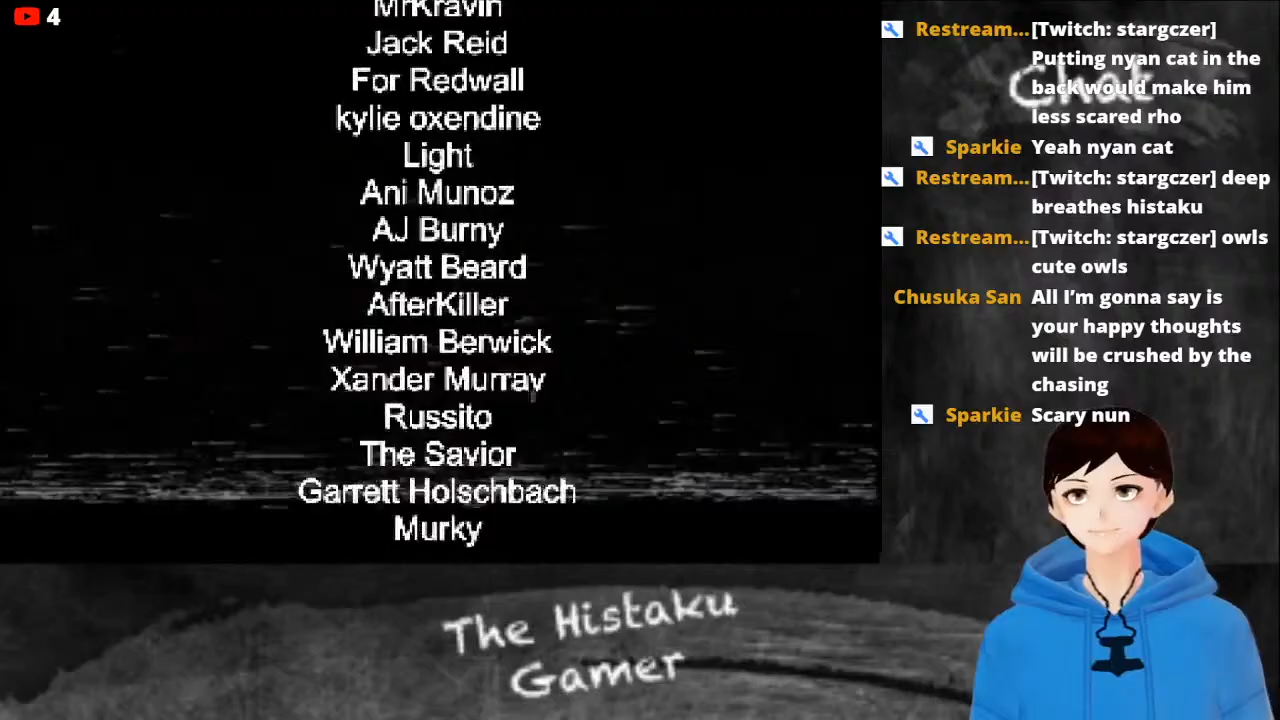 4
MrKravin
Jack Reid
For Redwall
kylie oxendine
Light
Ani Munoz
AJ Burny
Wyatt Beard
AfterKiller
William Berwick
Xander Murray
Russito
The Savior
Garrett Holschbach
Murky
The Histaku
Gamer
Chat
Restream... [Twitch: stargczer]
Putting nyan cat in the
back would make him
less scared rho
Sparkie Yeah nyan cat
Restream... [Twitch: stargczer] deep
breathes histaku
Restream... [Twitch: stargczer] owls
cute owls
Chusuka San All I’m gonna say is
your happy thoughts
will be crushed by the
chasing
Sparkie Scary nun